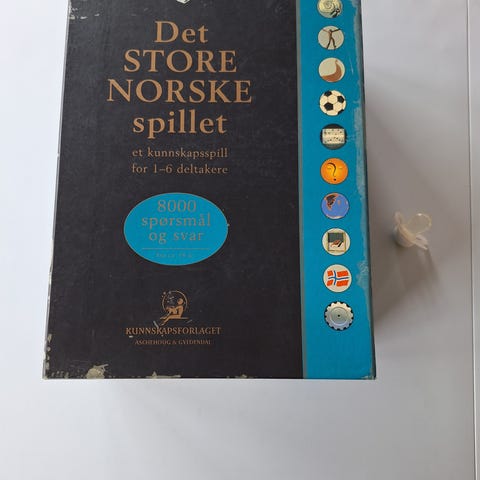 Det
STORE
NORSKE
spillet
et kunnskapsspill
for 1–6 deltakere
8000
spørsmål
og svar
KUNNSKAPSFORLAGET
ASCHEHOUG & GYLDENDAL